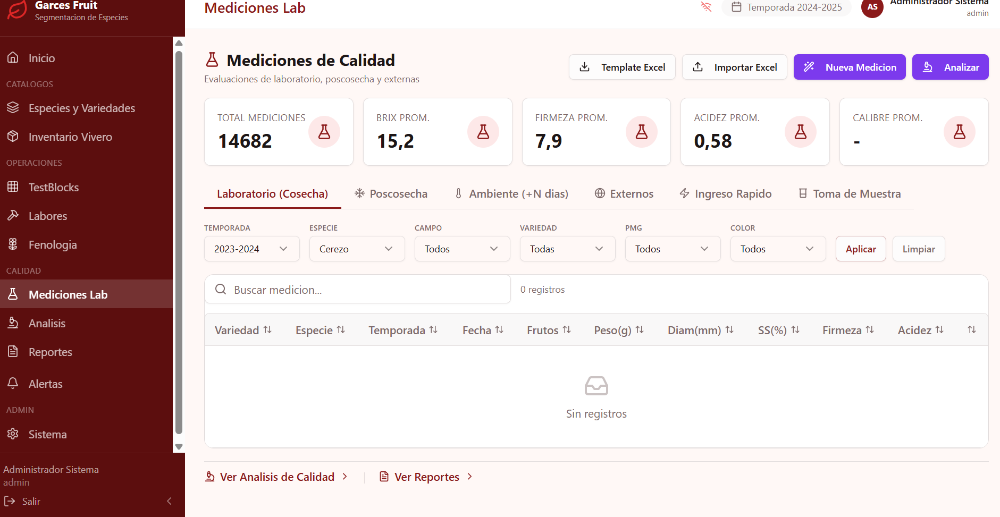 Garces Fruit
Segmentacion de Especies
Inicio
CATALOGOS
Especies y Variedades
Inventario Vivero
OPERACIONES
TestBlocks
Labores
Fenologia
CALIDAD
Mediciones Lab
Analisis
Reportes
Alertas
ADMIN
Sistema
Administrador Sistema
admin
Salir
Mediciones Lab
Temporada 2024-2025
AS
Administrador Sistema
admin
Mediciones de Calidad
Evaluaciones de laboratorio, poscosecha y externas
Template Excel
Importar Excel
Nueva Medicion
Analizar
TOTAL MEDICIONES
14682
BRIX PROM.
15,2
FIRMEZA PROM.
7,9
ACIDEZ PROM.
0,58
CALIBRE PROM.
-
Laboratorio (Cosecha)
Poscosecha
Ambiente (+N dias)
Externos
Ingreso Rapido
Toma de Muestra
TEMPORADA
2023-2024
ESPECIE
Cerezo
CAMPO
Todos
VARIEDAD
Todas
PMG
Todos
COLOR
Todos
Aplicar
Limpiar
Buscar medicion...
0 registros
Variedad
Especie
Temporada
Fecha
Frutos
Peso(g)
Diam(mm)
SS(%)
Firmeza
Acidez
Sin registros
Ver Analisis de Calidad
Ver Reportes